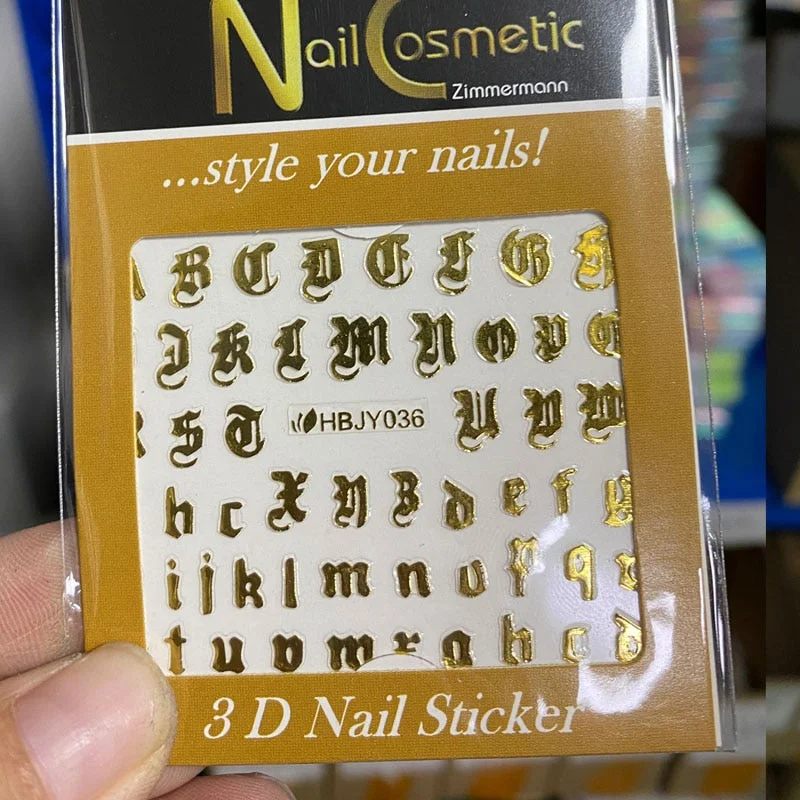 Nail Cosmetic
Zimmermann
...style your nails!
B C D E F G H
J K L M N O P Q
S T HBJY036 U V W
h c X Y Z d e f g
i j k l m n o p q
t u v w r a b c d
3 D Nail Sticker